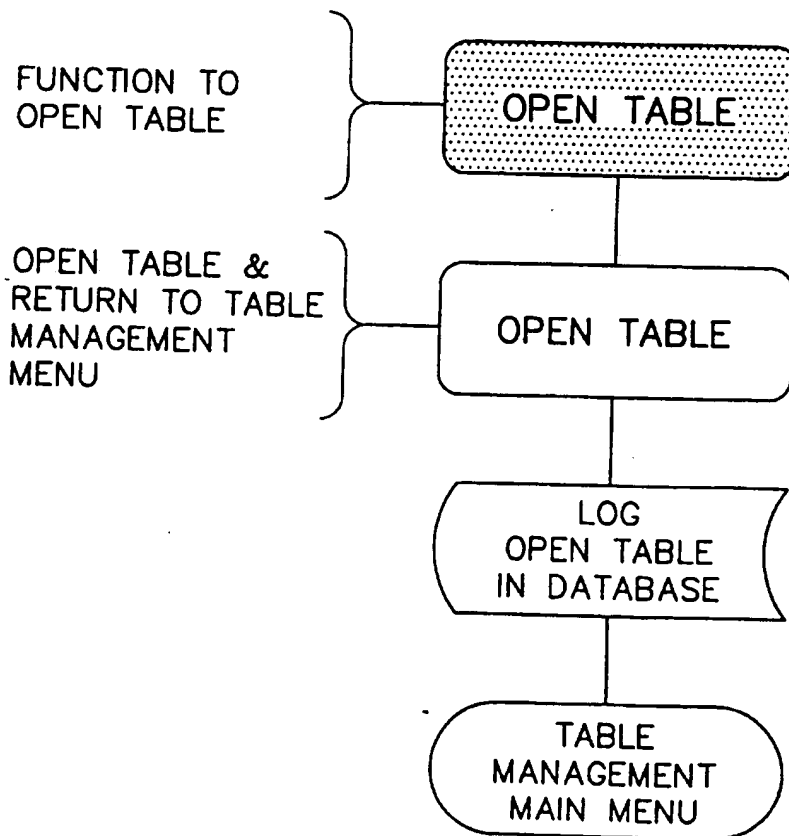 FUNCTION TO
OPEN TABLE
OPEN TABLE
OPEN TABLE &
RETURN TO TABLE
MANAGEMENT
MENU
OPEN TABLE
LOG
OPEN TABLE
IN DATABASE
TABLE
MANAGEMENT
MAIN MENU